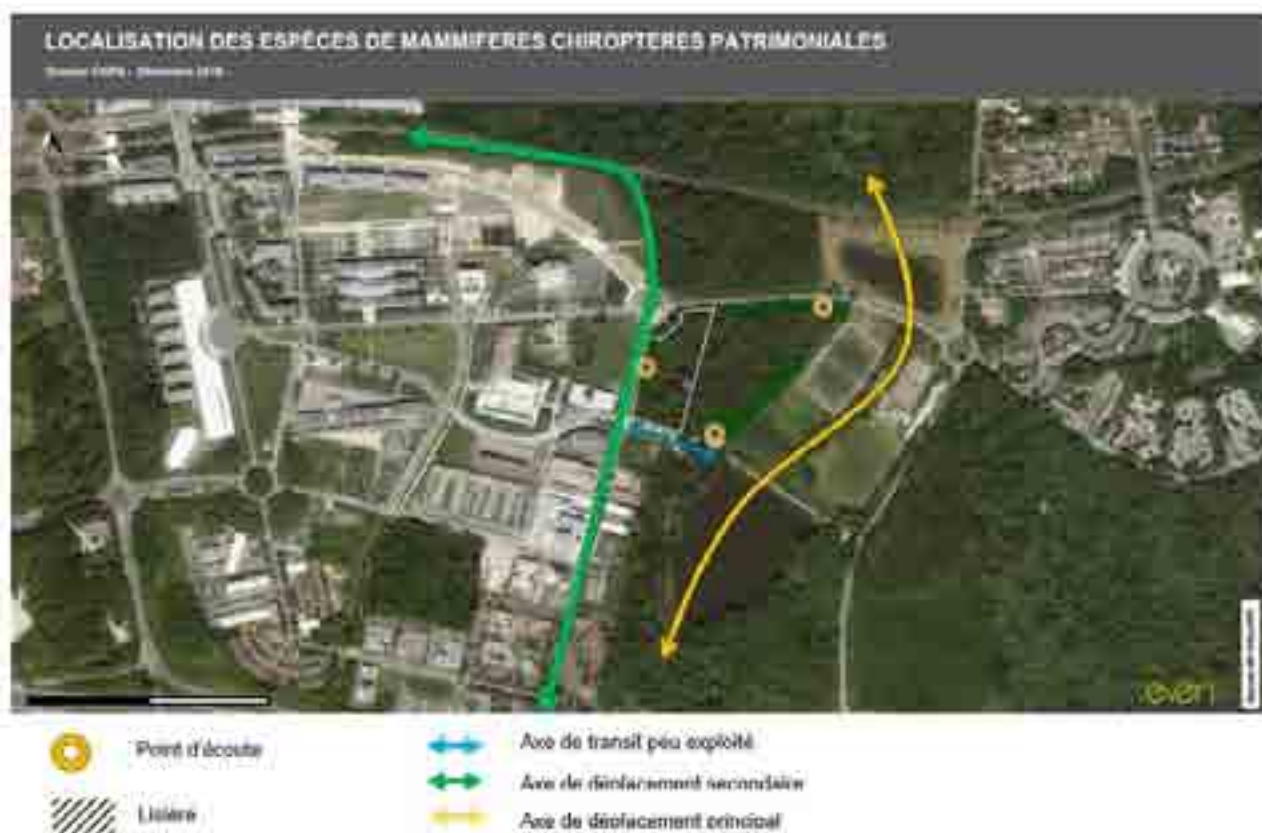 LOCALISATION DES ESPÈCES DE MAMMIFERES CHIROPTERES PATRIMONIALES
even
Point d'écoute
Lisière
Axe de transit peu exploité
Axe de déplacement secondaire
Axe de déplacement principal